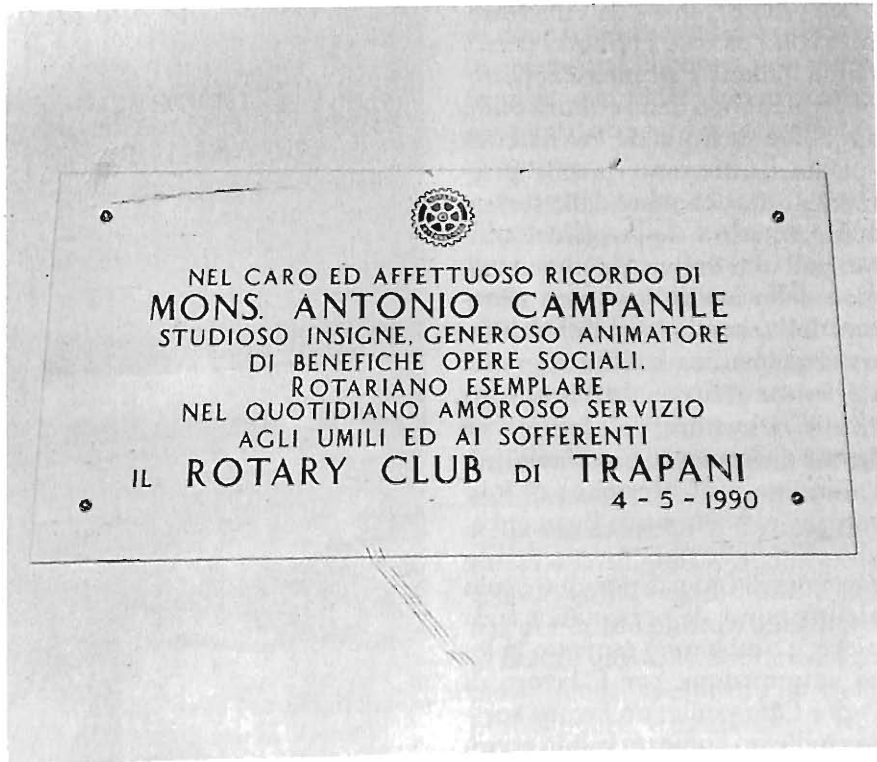 NEL CARO ED AFFETTUOSO RICORDO DI
MONS. ANTONIO CAMPANILE
STUDIOSO INSIGNE, GENEROSO ANIMATORE
DI BENEFICHE OPERE SOCIALI,
ROTARIANO ESEMPLARE
NEL QUOTIDIANO AMOROSO SERVIZIO
AGLI UMILI ED AI SOFFERENTI
IL ROTARY CLUB DI TRAPANI
4 - 5 - 1990